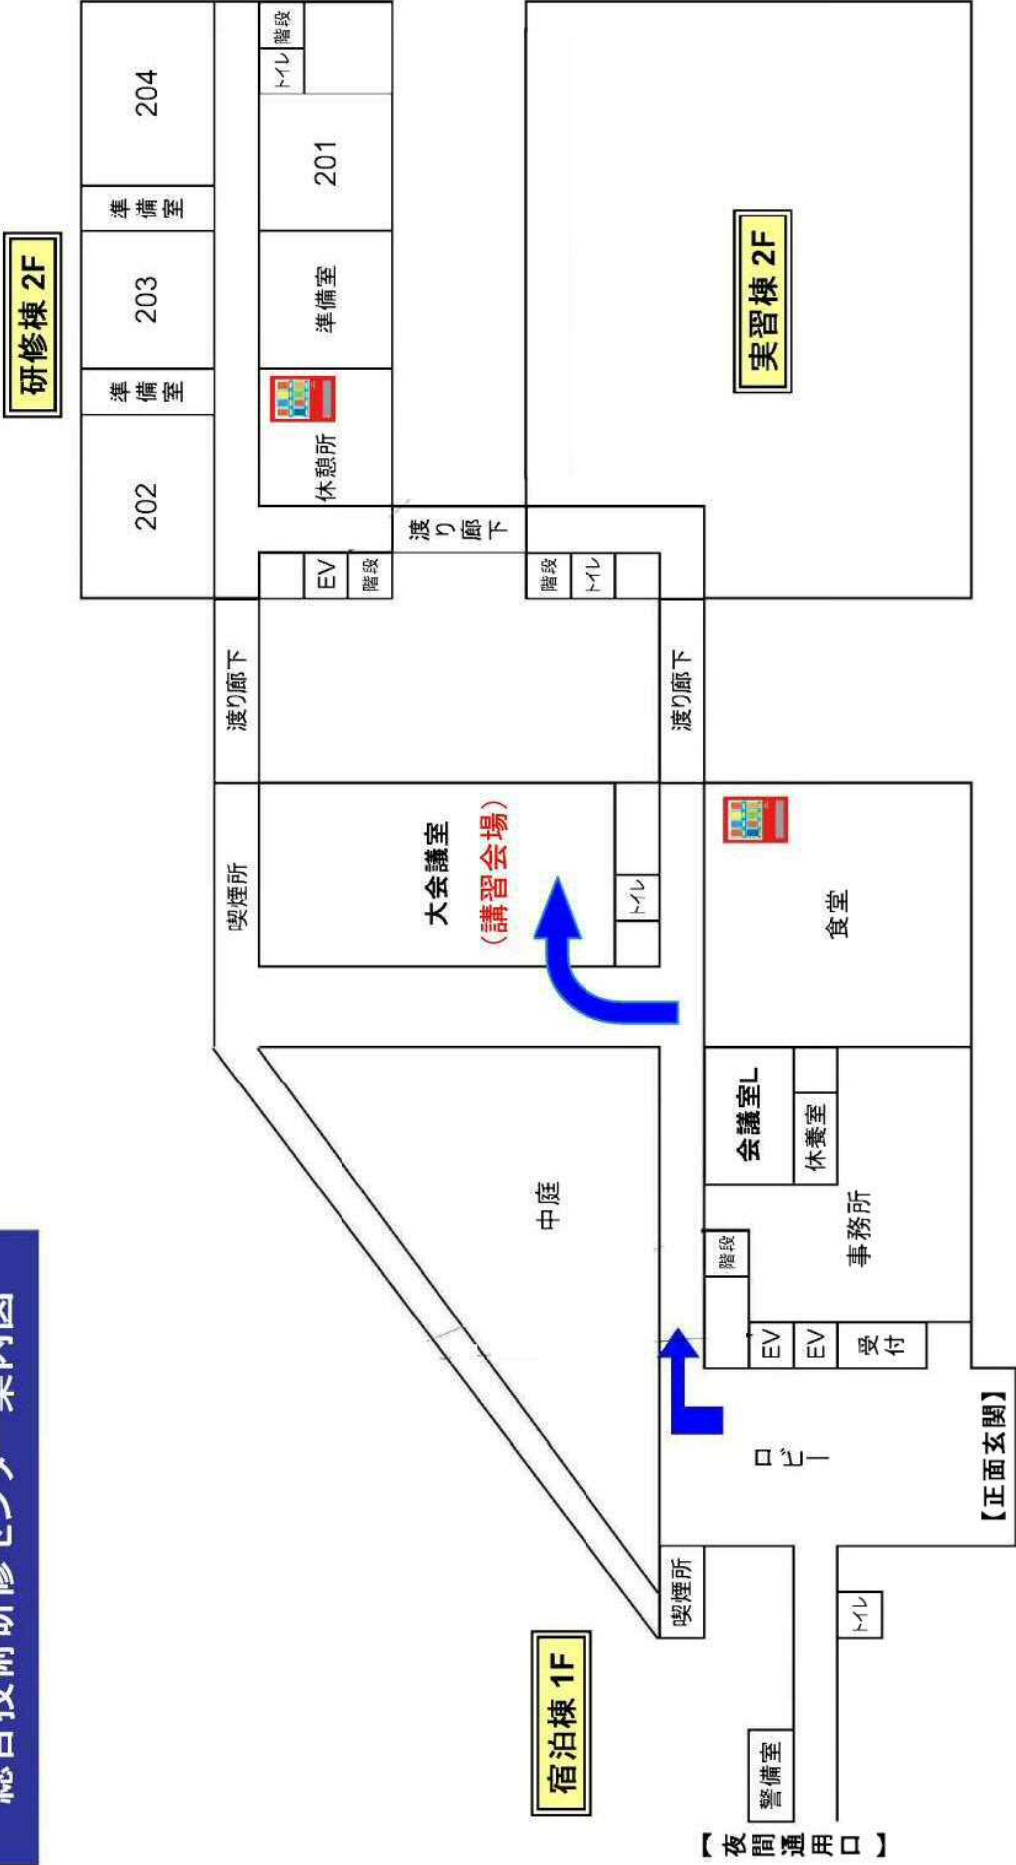 総合技術研修センター案内図
研修棟 2F
202
準備室
203
準備室
204
休憩所
準備室
201
トイレ
階段
EV
階段
渡り廊下
渡り廊下
階段
トイレ
実習棟 2F
渡り廊下
喫煙所
大会議室
（講習会場）
トイレ
食堂
中庭
会議室L
休養室
事務所
階段
EV
EV
受付
ロビー
【正面玄関】
喫煙所
宿泊棟 1F
トイレ
警備室
【夜間通用口】